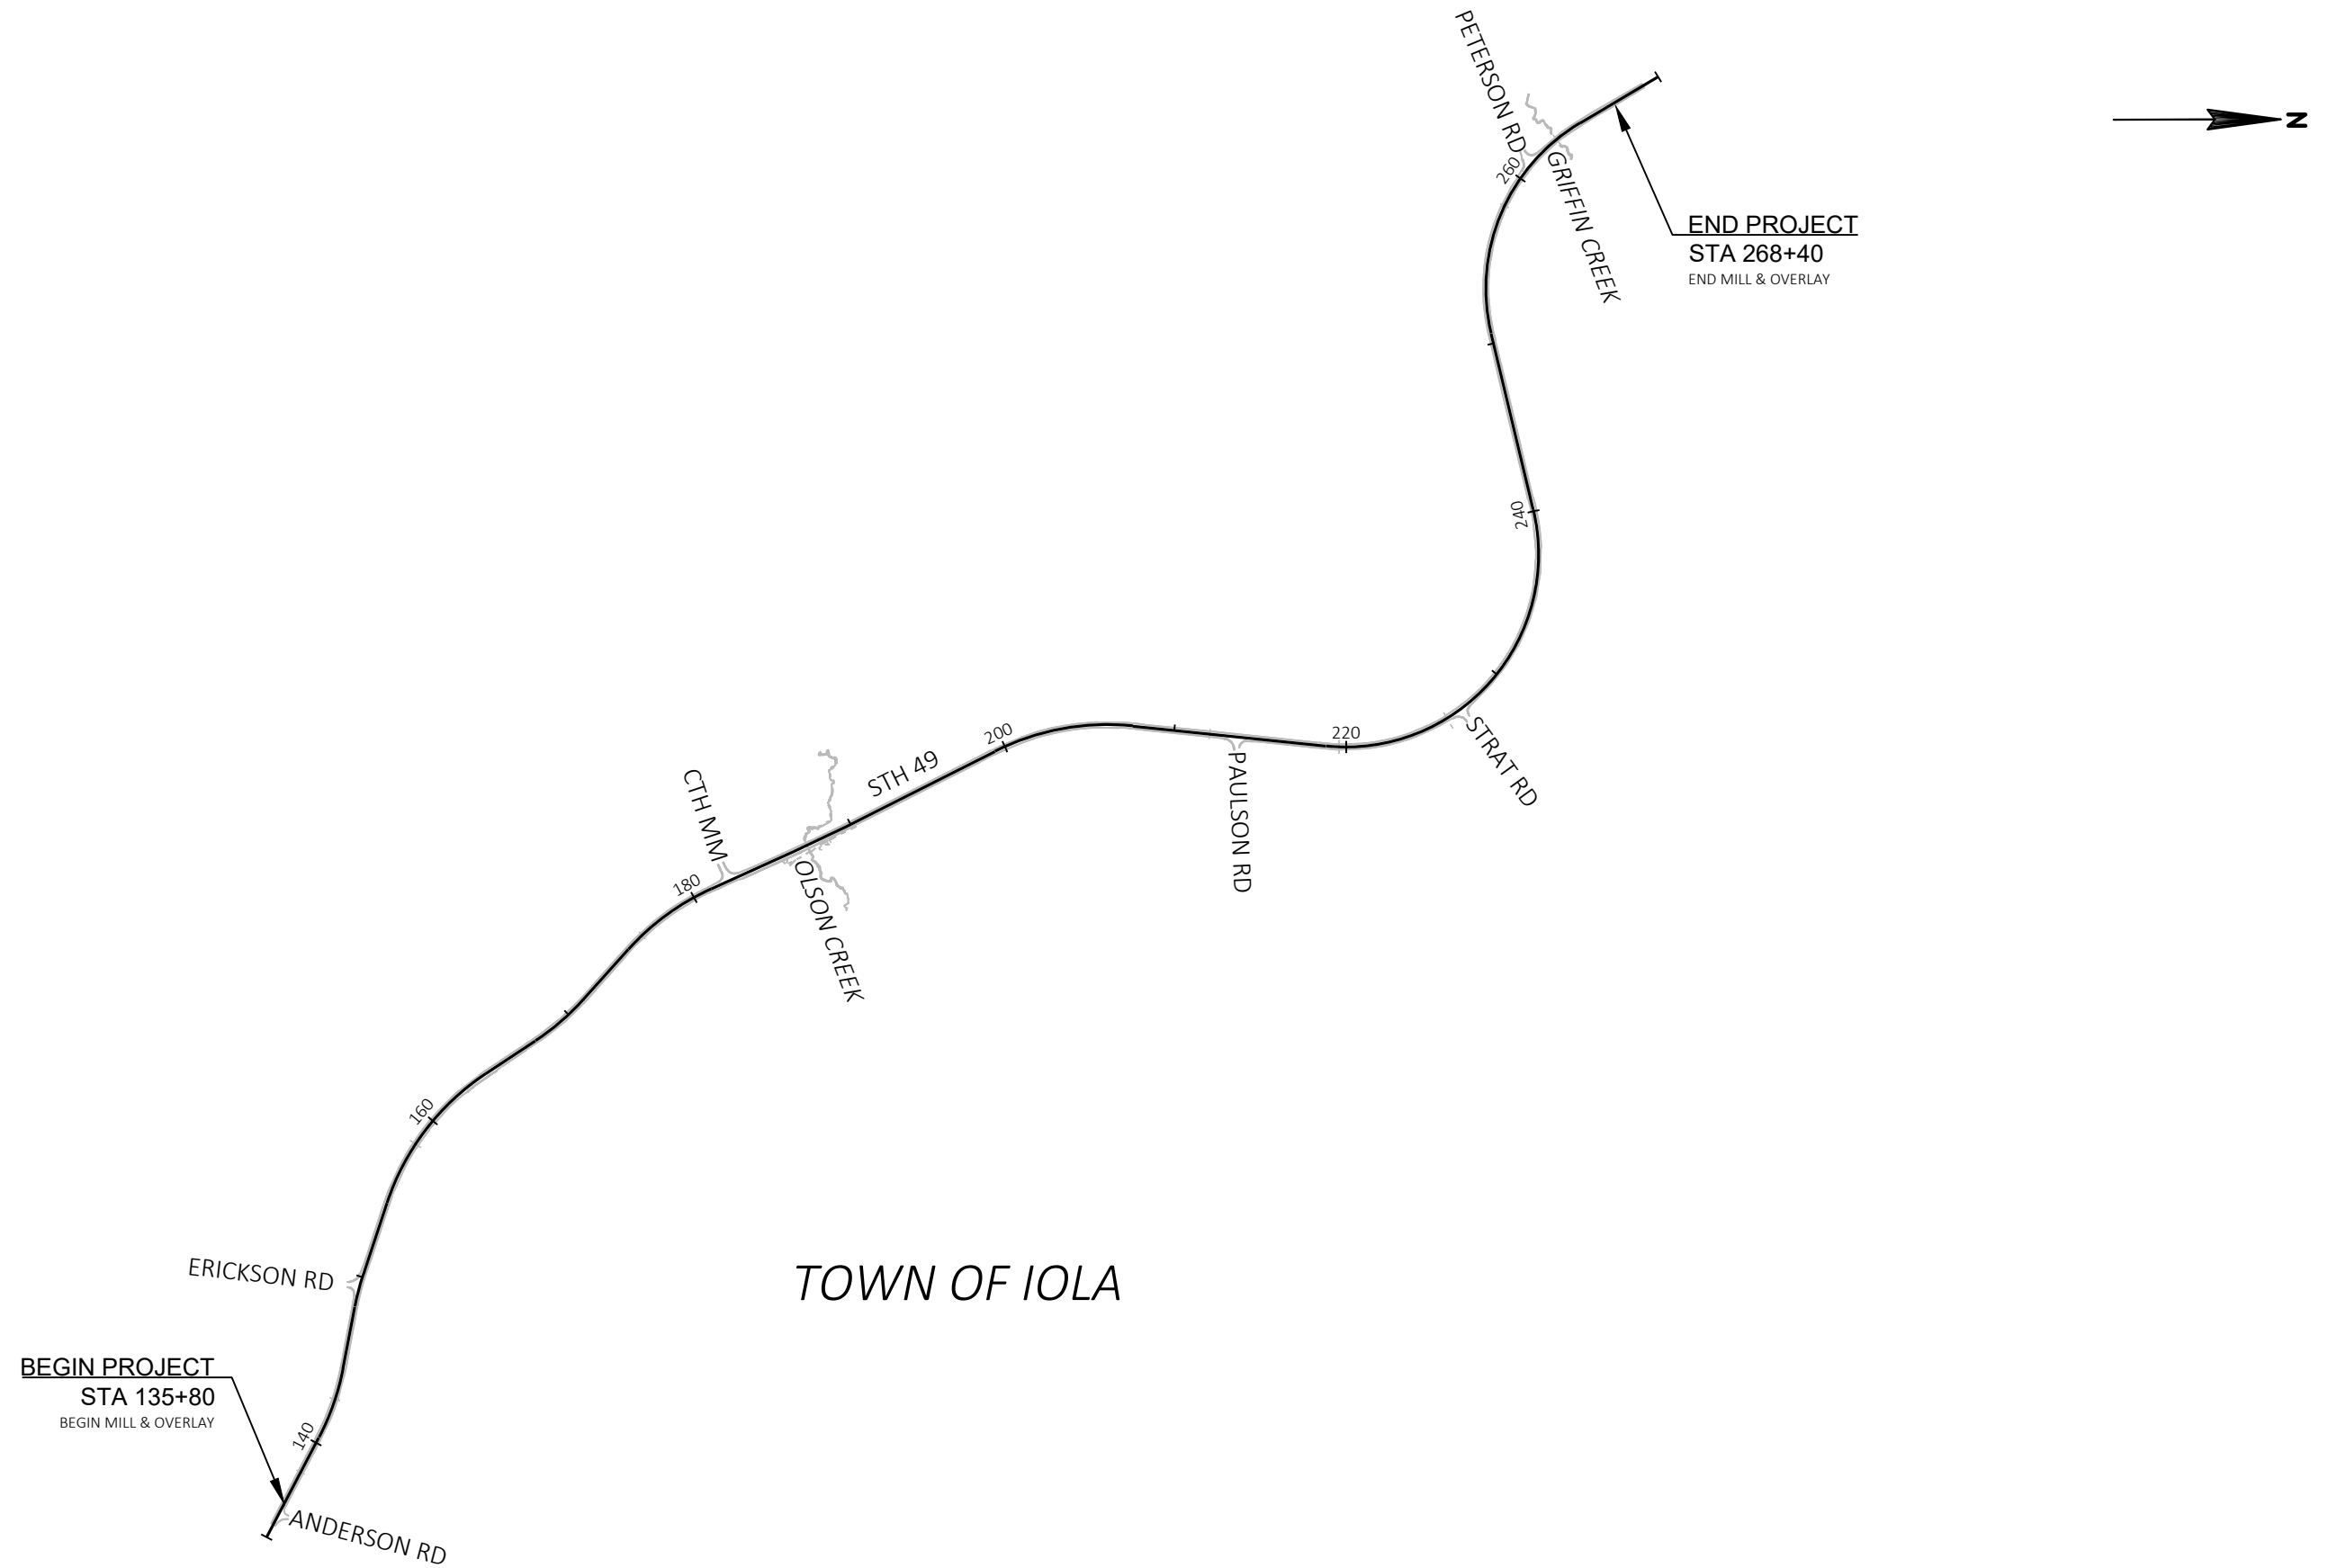 PETERSON RD
N
GRIFFIN CREEK
260
END PROJECT
STA 268+40
END MILL & OVERLAY
240
STRAT RD
220
PAULSON RD
200
STH 49
CTH MM
180
OLSON CREEK
160
ERICKSON RD
TOWN OF IOLA
BEGIN PROJECT
STA 135+80
BEGIN MILL & OVERLAY
140
ANDERSON RD